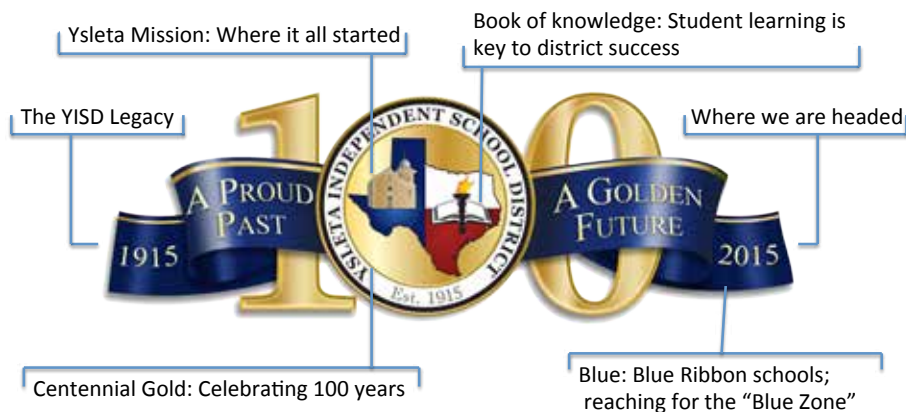 Ysleta Mission: Where it all started
Book of knowledge: Student learning is
key to district success
The YISD Legacy
Where we are headed
10
YSLETA INDEPENDENT SCHOOL DISTRICT
Est. 1915
A PROUD
PAST
A GOLDEN
FUTURE
1915
2015
Centennial Gold: Celebrating 100 years
Blue: Blue Ribbon schools;
reaching for the “Blue Zone”